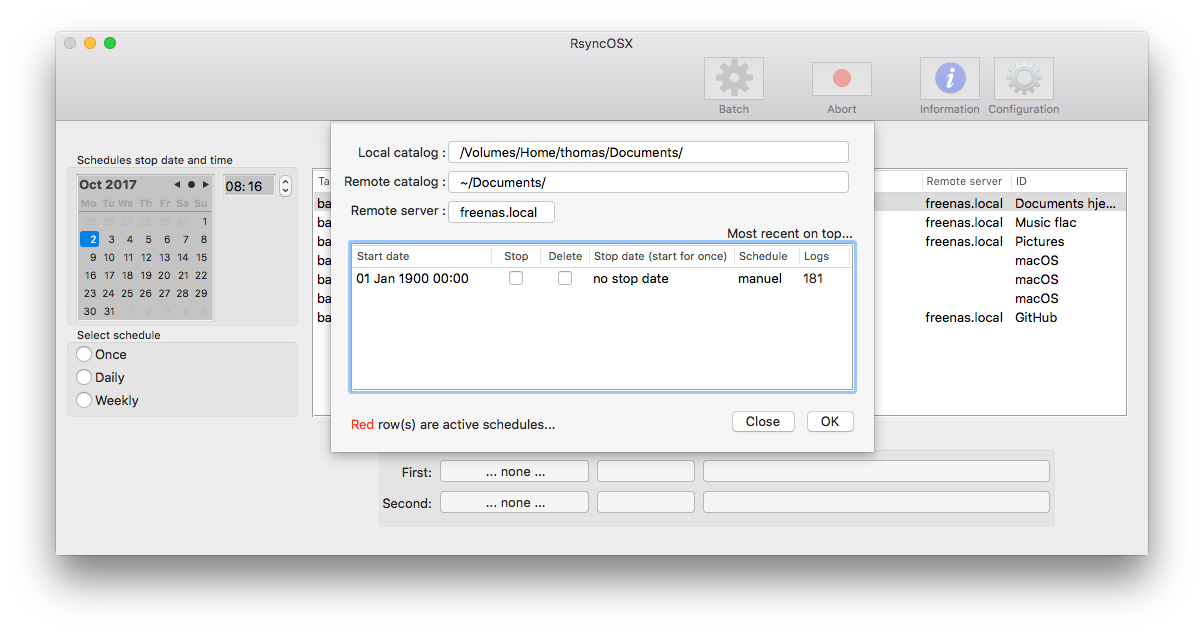 RsyncOSX
Batch
Abort
Information
Configuration
Schedules stop date and time
Oct 2017
08:16
Mo Tu We Th Fr Sa Su
25 26 27 28 29 30 1
2 3 4 5 6 7 8
9 10 11 12 13 14 15
16 17 18 19 20 21 22
23 24 25 26 27 28 29
30 31 1 2 3 4 5
Select schedule
Once
Daily
Weekly
Ta
ba
ba
ba
ba
ba
ba
ba
Remote server ID
freenas.local Documents hje...
freenas.local Music flac
freenas.local Pictures
macOS
macOS
macOS
freenas.local GitHub
Local catalog : /Volumes/Home/thomas/Documents/
Remote catalog : ~/Documents/
Remote server : freenas.local
Most recent on top...
Start date Stop Delete Stop date (start for once) Schedule Logs
01 Jan 1900 00:00 no stop date manuel 181
Red row(s) are active schedules...
Close
OK
First: ... none ...
Second: ... none ...